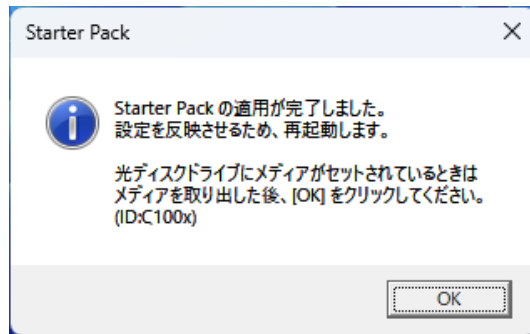 Starter Pack
Starter Pack の適用が完了しました。
設定を反映させるため、再起動します。
光ディスクドライブにメディアがセットされているときは
メディアを取り出した後、[OK] をクリックしてください。
(ID:C100x)
OK